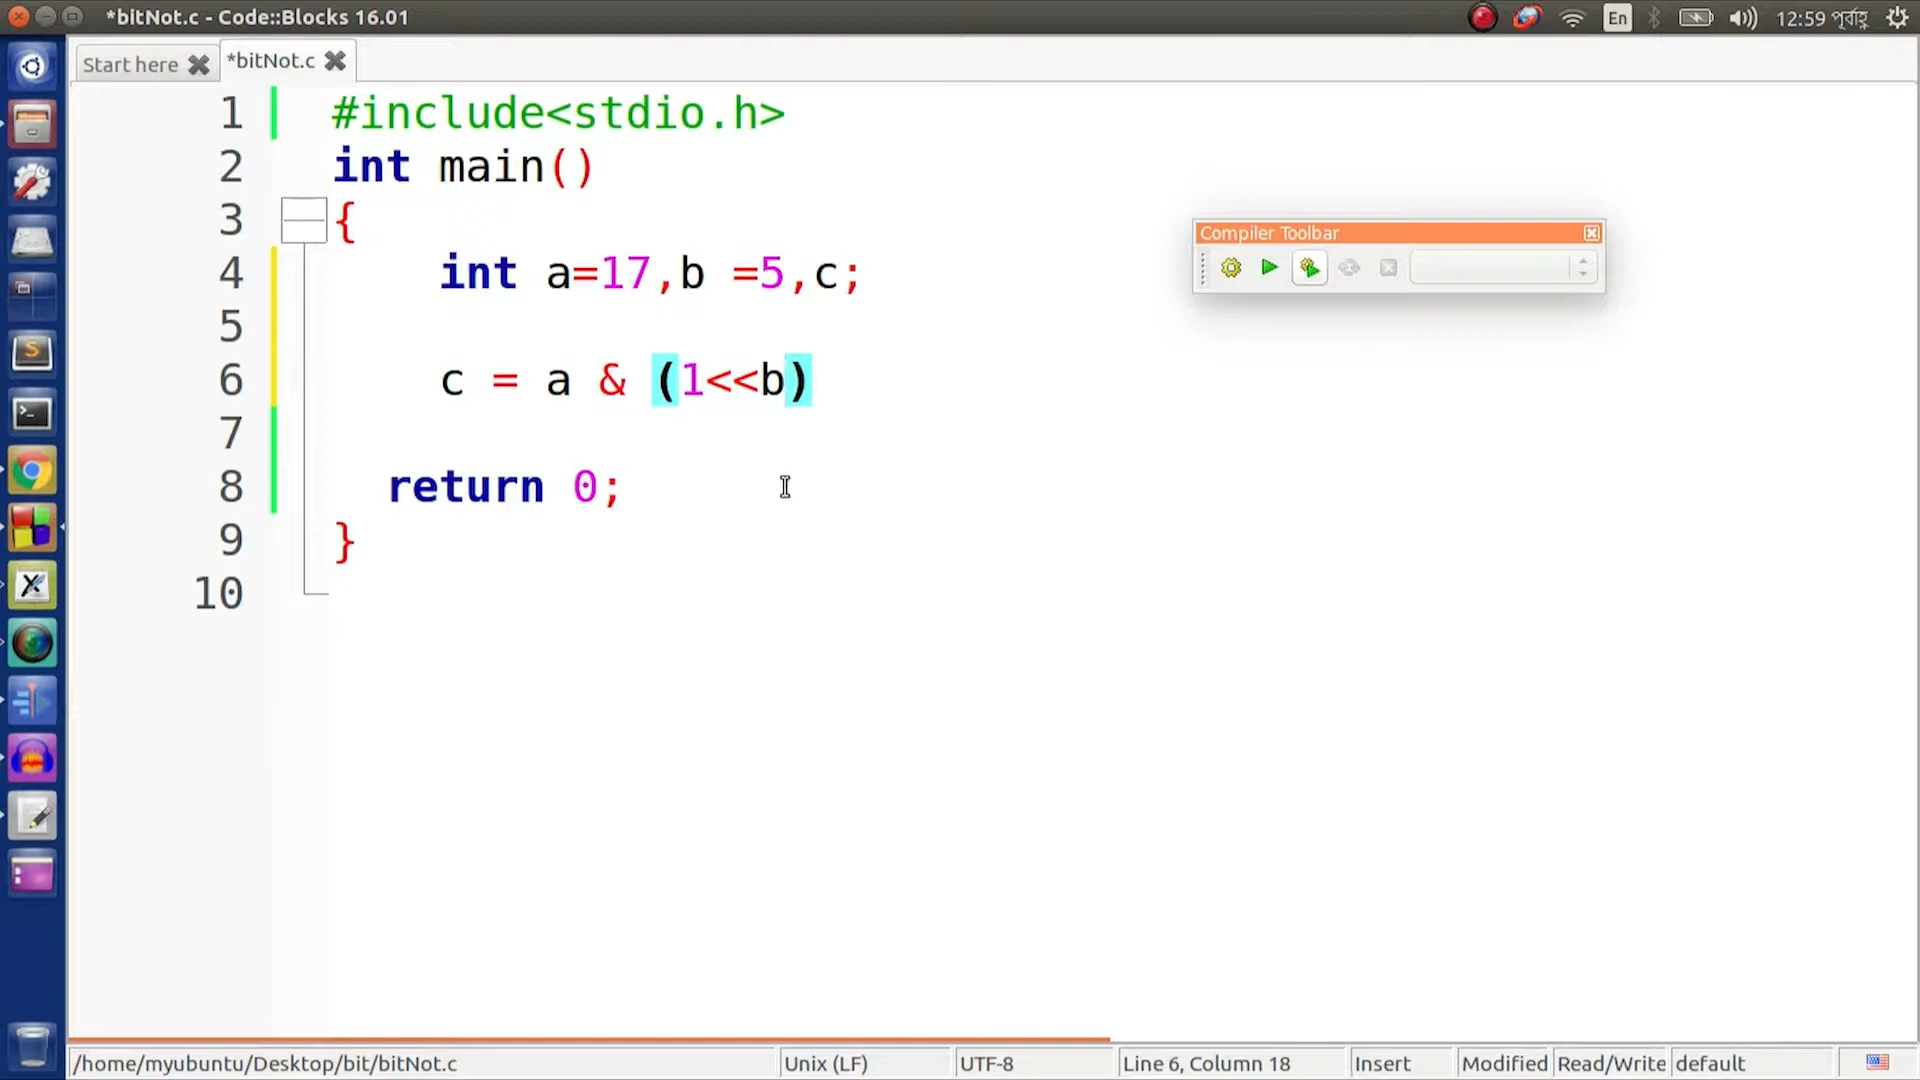 *bitNot.c - Code::Blocks 16.01
En
12:59 পূর্বাহ্ণ
Start here
*bitNot.c
1 #include<stdio.h>
2 int main()
3 {
4 int a=17,b =5,c;
5
6 c = a & (1<<b)
7
8 return 0;
9 }
10
Compiler Toolbar
/home/myubuntu/Desktop/bit/bitNot.c
Unix (LF)
UTF-8
Line 6, Column 18
Insert
Modified
Read/Write
default